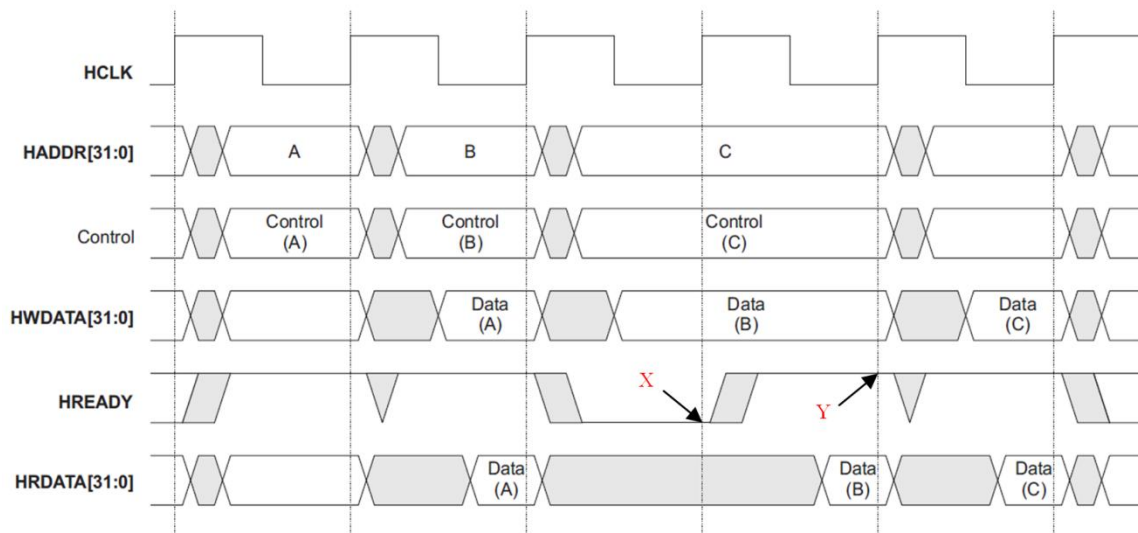 HCLK
HADDR[31:0]
A
B
C
Control
Control
(A)
Control
(B)
Control
(C)
HWDATA[31:0]
Data
(A)
Data
(B)
Data
(C)
HREADY
X
Y
HRDATA[31:0]
Data
(A)
Data
(B)
Data
(C)